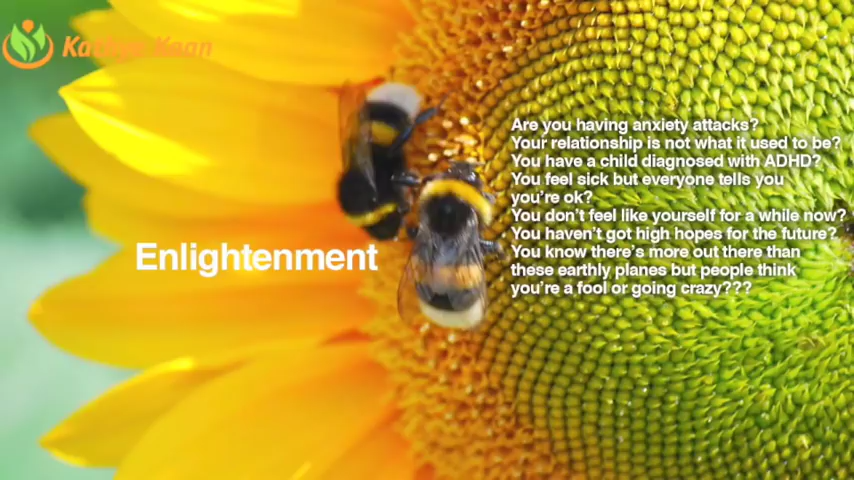 Enlightenment
Are you having anxiety attacks?
Your relationship is not what it used to be?
You have a child diagnosed with ADHD?
You feel sick but everyone tells you
you're ok?
You don't feel like yourself for a while now?
You haven't got high hopes for the future?
You know there's more out there than
these earthly planes but people think
you're a fool or going crazy???